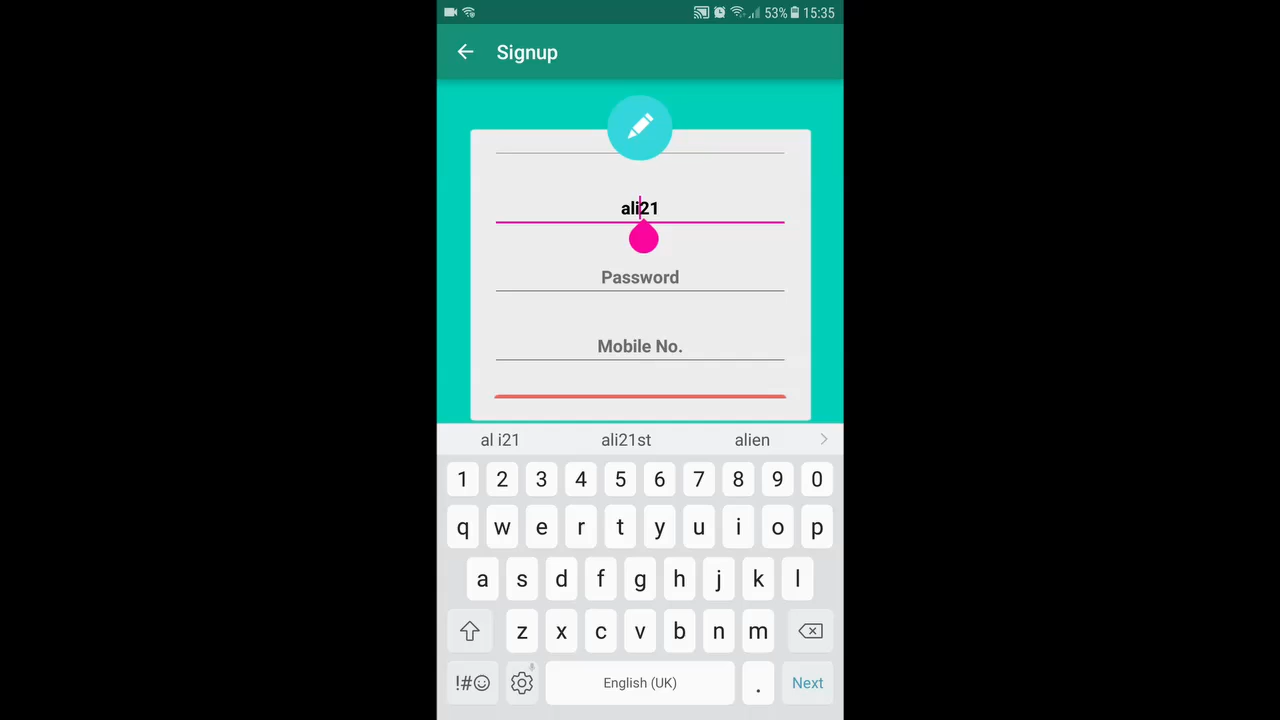 53% 15:35
Signup
ali21
Password
Mobile No.
al i21 ali21st alien
1 2 3 4 5 6 7 8 9 0
q w e r t y u i o p
a s d f g h j k l
z x c v b n m
!#☺ English (UK) . Next